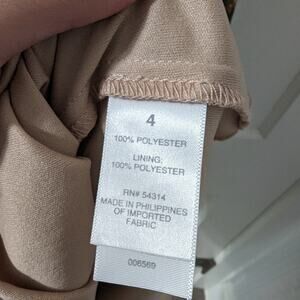 4
100% POLYESTER
LINING:
100% POLYESTER
RN# 54314
MADE IN PHILIPPINES
OF IMPORTED
FABRIC
006569